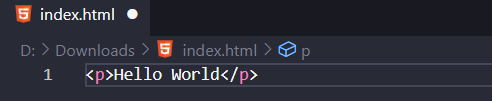 index.html
D: > Downloads > index.html > p
1 <p>Hello World</p>